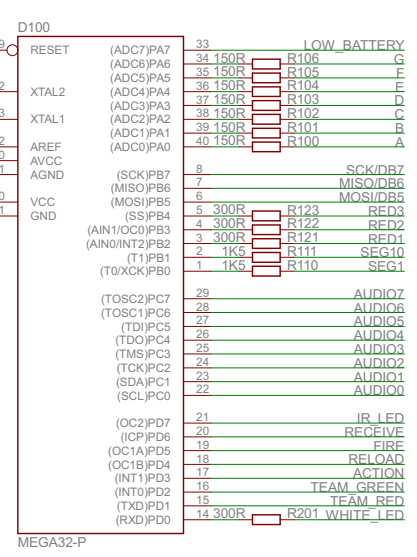 D100
9 RESET (ADC7)PA7 33 LOW_BATTERY
(ADC6)PA6 34 150R R106 G
(ADC5)PA5 35 150R R105 F
2 XTAL2 (ADC4)PA4 36 150R R104 E
(ADC3)PA3 37 150R R103 D
3 XTAL1 (ADC2)PA2 38 150R R102 C
(ADC1)PA1 39 150R R101 B
2 AREF (ADC0)PA0 40 150R R100 A
0 AVCC
1 AGND (SCK)PB7 8 SCK/DB7
(MISO)PB6 7 MISO/DB6
0 VCC (MOSI)PB5 6 MOSI/DB5
1 GND (SS)PB4 5 300R R123 RED3
(AIN1/OC0)PB3 4 300R R122 RED2
(AIN0/INT2)PB2 3 300R R121 RED1
(T1)PB1 2 1K5 R111 SEG10
(T0/XCK)PB0 1 1K5 R110 SEG1
(TOSC2)PC7 29 AUDIO7
(TOSC1)PC6 28 AUDIO6
(TDI)PC5 27 AUDIO5
(TDO)PC4 26 AUDIO4
(TMS)PC3 25 AUDIO3
(TCK)PC2 24 AUDIO2
(SDA)PC1 23 AUDIO1
(SCL)PC0 22 AUDIO0
(OC2)PD7 21 IR_LED
(ICP)PD6 20 RECEIVE
(OC1A)PD5 19 FIRE
(OC1B)PD4 18 RELOAD
(INT1)PD3 17 ACTION
(INT0)PD2 16 TEAM_GREEN
(TXD)PD1 15 TEAM_RED
(RXD)PD0 14 300R R201 WHITE_LED
MEGA32-P